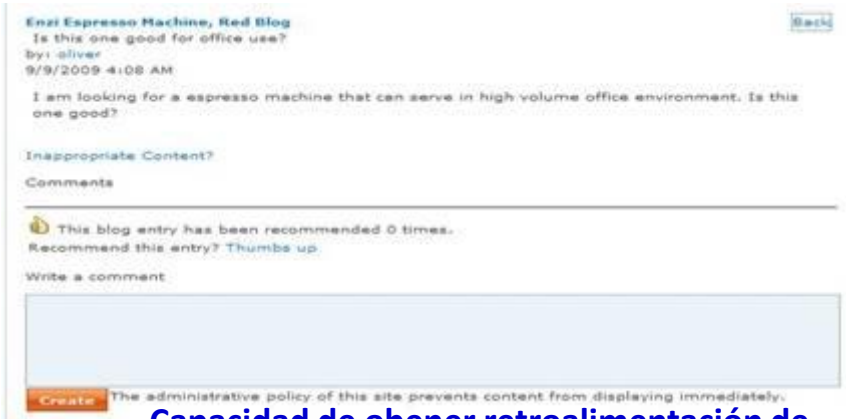 Enzi Espresso Machine, Red Blog
Back
Is this one good for office use?
by: oliver
9/9/2009 4:08 AM
I am looking for a espresso machine that can serve in high volume office environment. Is this
one good?
Inappropriate Content?
Comments
This blog entry has been recommended 0 times.
Recommend this entry? Thumbs up
Write a comment
Create The administrative policy of this site prevents content from displaying immediately.
Capacidad de obener retroalimentación de